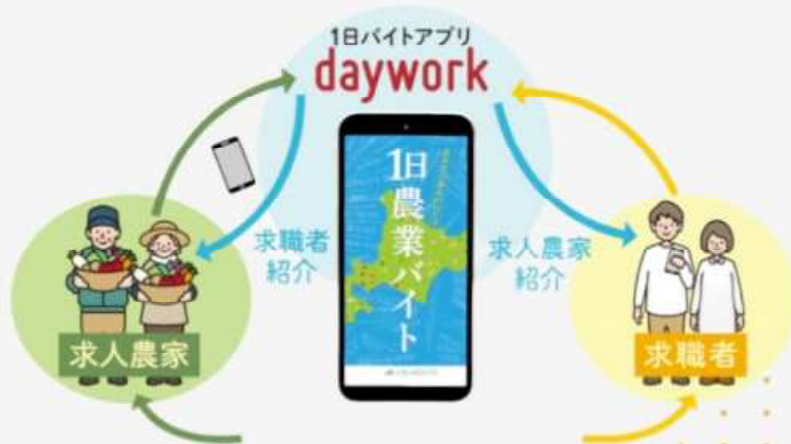 1日バイトアプリ
daywork
1日農業バイト
求職者
紹介
求人農家
紹介
求人農家
求職者